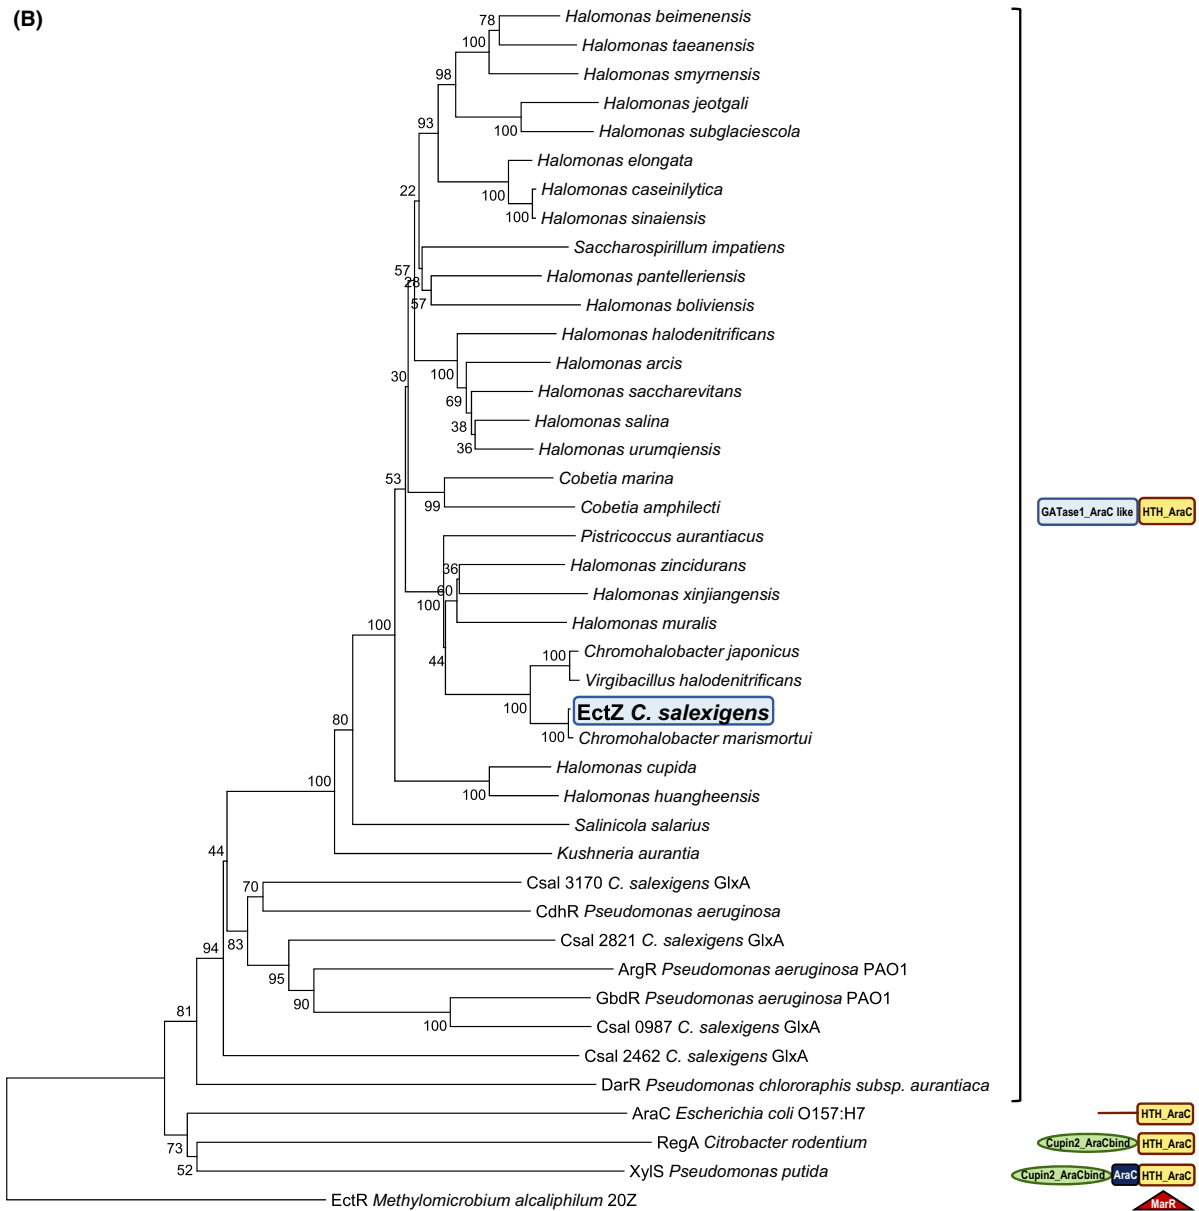 (B)
78
Halomonas beimenensis
100
Halomonas taeanensis
98
Halomonas smyrnensis
Halomonas jeotgali
93
100
Halomonas subglaciescola
Halomonas elongata
22
100
Halomonas caseinilytica
100
Halomonas sinaiensis
Saccharospirillum impatiens
57
28
Halomonas pantelleriensis
57
Halomonas boliviensis
Halomonas halodenitrificans
30
100
Halomonas arcis
69
Halomonas saccharevitans
38
Halomonas salina
36
Halomonas urumqiensis
53
Cobetia marina
99
Cobetia amphilecti
GATase1_AraC like
HTH_AraC
Pistricoccus aurantiacus
36
Halomonas zincidurans
60
100
Halomonas xinjiangensis
100
Halomonas muralis
44
100
Chromohalobacter japonicus
Virgibacillus halodenitrificans
100
EctZ C. salexigens
80
100
Chromohalobacter marismortui
Halomonas cupida
100
100
Halomonas huangheensis
Salinicola salarius
44
Kushneria aurantia
70
Csal 3170 C. salexigens GlxA
CdhR Pseudomonas aeruginosa
94
83
Csal 2821 C. salexigens GlxA
95
ArgR Pseudomonas aeruginosa PAO1
90
GbdR Pseudomonas aeruginosa PAO1
81
100
Csal 0987 C. salexigens GlxA
Csal 2462 C. salexigens GlxA
DarR Pseudomonas chlororaphis subsp. aurantiaca
AraC Escherichia coli O157:H7
HTH_AraC
73
RegA Citrobacter rodentium
Cupin2_AraCbind
HTH_AraC
52
XylS Pseudomonas putida
Cupin2_AraCbind
AraC
HTH_AraC
EctR Methylomicrobium alcaliphilum 20Z
MarR